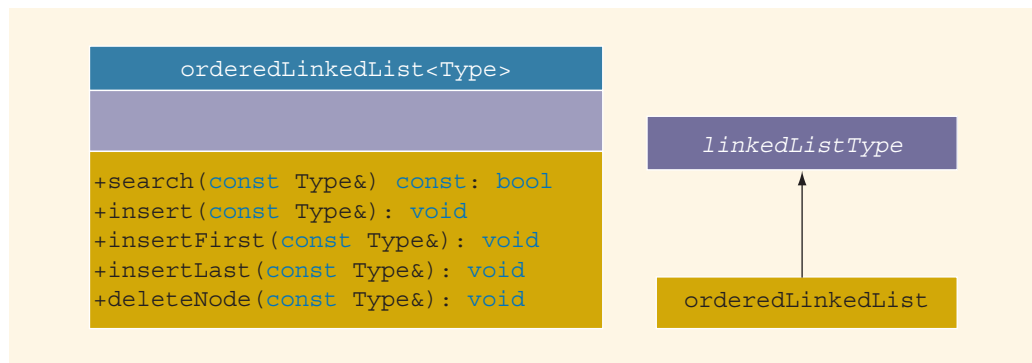 orderedLinkedList<Type>
+search(const Type&) const: bool
+insert(const Type&): void
+insertFirst(const Type&): void
+insertLast(const Type&): void
+deleteNode(const Type&): void
linkedListType
orderedLinkedList